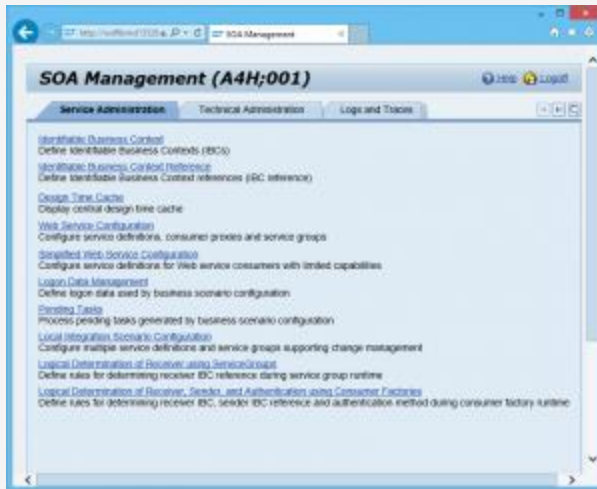 SOA Management
SOA Management (A4H;001)
Help Logoff
Service Administration Technical Administration Logs and Traces
Identifiable Business Context
Define Identifiable Business Contexts (IBCs)
Identifiable Business Context Reference
Define Identifiable Business Context references (IBC reference)
Design Time Cache
Display central design time cache
Web Service Configuration
Configure service definitions, consumer proxies and service groups
Simplified Web Service Configuration
Configure service definitions for Web service consumers with limited capabilities
Logon Data Management
Define logon data used by business scenario configuration
Pending Tasks
Process pending tasks generated by business scenario configuration
Local Integration Scenario Configuration
Configure multiple service definitions and service groups supporting change management
Logical Determination of Receiver using ServiceGroups
Define rules for determining receiver IBC reference during service group runtime
Logical Determination of Receiver, Sender, and Authentication using Consumer Factories
Define rules for determining receiver IBC, sender IBC reference and authentication method during consumer factory runtime